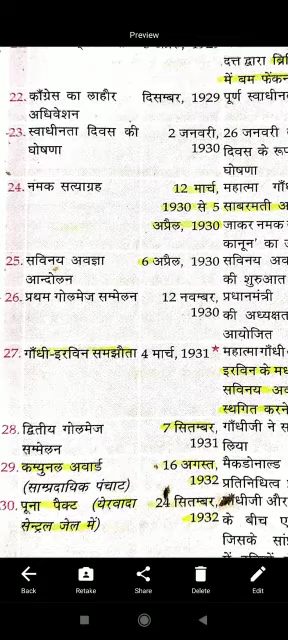 Preview
दत्त द्वारा
में बम फेंकन
22. काँग्रेस का लाहौर दिसम्बर, 1929 पूर्ण स्वाधीन
अधिवेशन
23. स्वाधीनता दिवस की 2 जनवरी, 26 जनवरी
घोषणा 1930 दिवस के रूप
घोषणा
24. नमक सत्याग्रह 12 मार्च, महात्मा गाँ
1930 से 5 साबरमती
अप्रैल, 1930 जाकर नमक
कानून' का
25. सविनय अवज्ञा 6 अप्रैल, 1930 सविनय अव
आन्दोलन की शुरुआत
26. प्रथम गोलमेज सम्मेलन 12 नवम्बर, प्रधानमंत्री
1930 की अध्यक्षत
आयोजित
27. गाँधी-इरविन समझौता 4 मार्च, 1931* महात्मा गाँधी
इरविन के मध
सविनय अव
स्थगित करने
28. द्वितीय गोलमेज 7 सितम्बर, गाँधीजी ने
सम्मेलन 1931 लिया
29. कम्युनल अवार्ड 16 अगस्त, मैकडोनाल्ड
(साम्प्रदायिक पंचाट) 1932 प्रतिनिधित्व
30. पूना पैक्ट (येरवादा 24 सितम्बर, गाँधीजी और
सेन्ट्रल जेल में) 1932 के बीच
जिसके
Back Retake Share Delete Edit